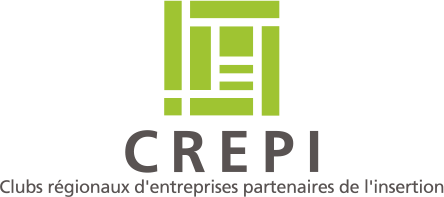 CREPI
Clubs régionaux d'entreprises partenaires de l'insertion